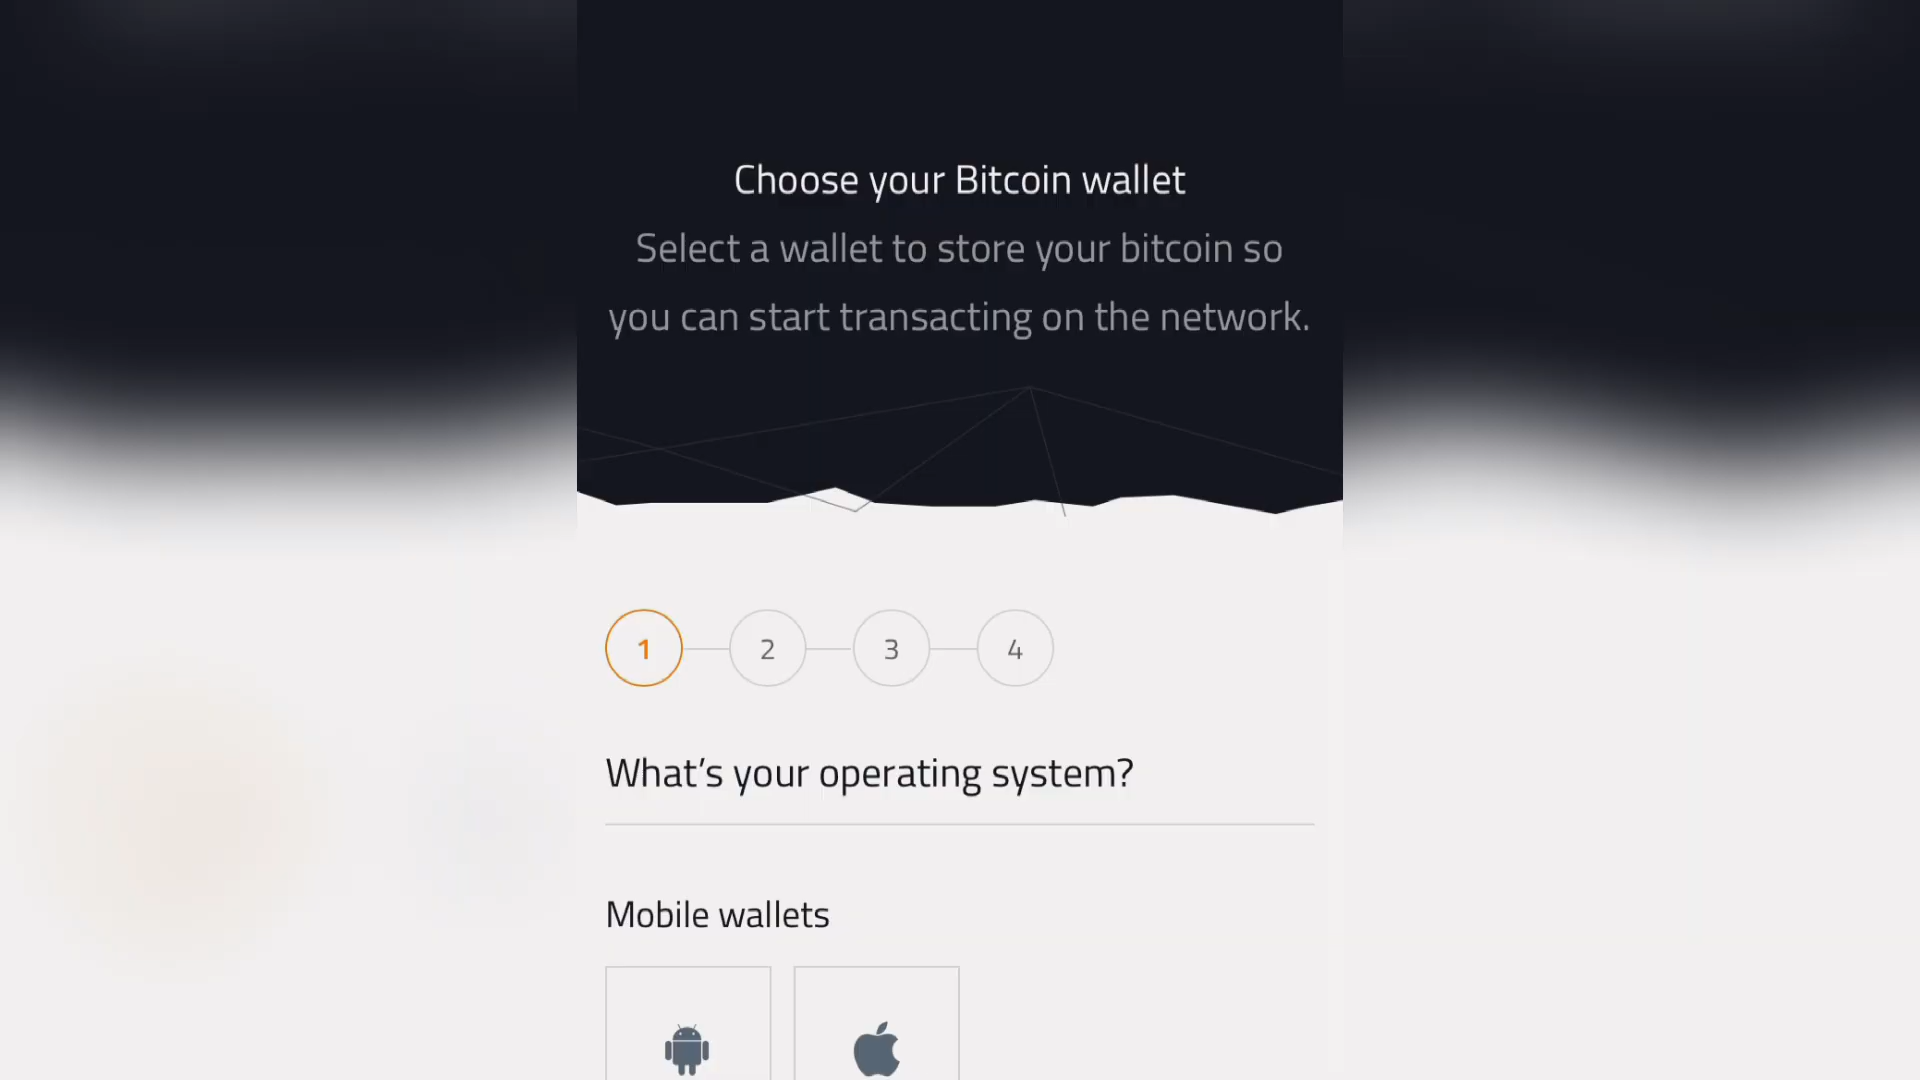 Choose your Bitcoin wallet
Select a wallet to store your bitcoin so
you can start transacting on the network.
1 2 3 4
What’s your operating system?
Mobile wallets